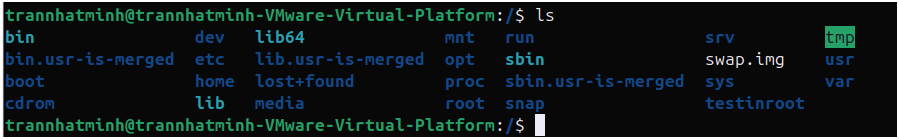 trannhatminh@trannhatminh-VMware-Virtual-Platform:/$ ls
bin dev lib64 mnt run srv tmp
bin.usr-is-merged etc lib.usr-is-merged opt sbin swap.img usr
boot home lost+found proc sbin.usr-is-merged sys var
cdrom lib media root snap testinroot
trannhatminh@trannhatminh-VMware-Virtual-Platform:/$